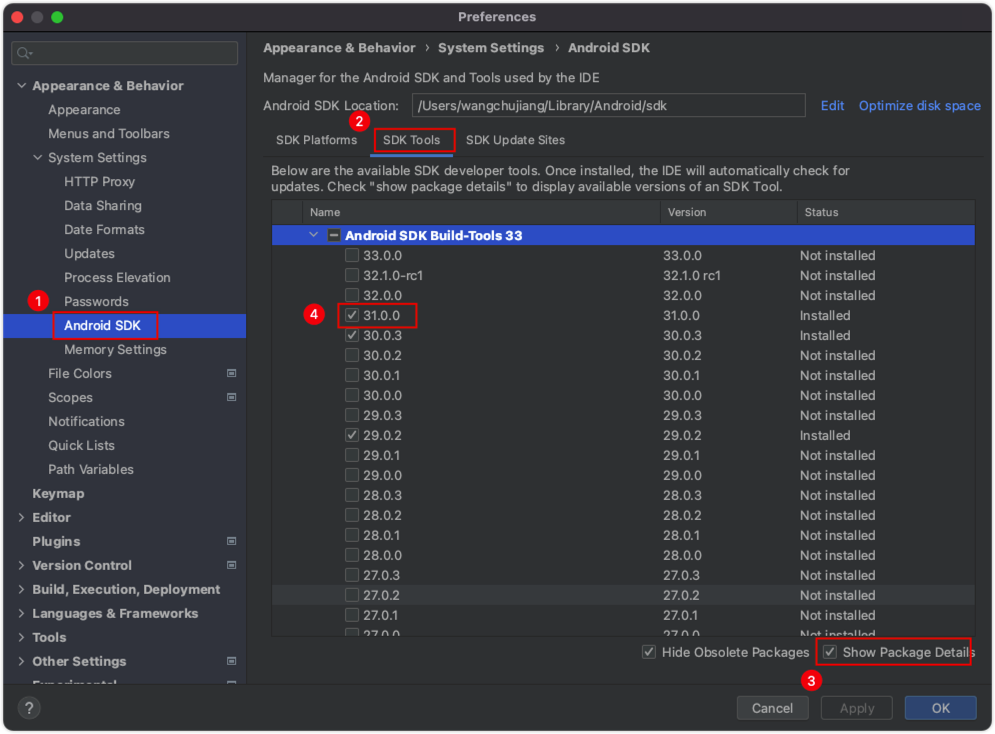 Preferences
Appearance & Behavior › System Settings › Android SDK
Manager for the Android SDK and Tools used by the IDE
Android SDK Location: /Users/wangchujiang/Library/Android/sdk Edit Optimize disk space
2
SDK Platforms SDK Tools SDK Update Sites
Below are the available SDK developer tools. Once installed, the IDE will automatically check for
updates. Check "show package details" to display available versions of an SDK Tool.
Appearance & Behavior
Appearance
Menus and Toolbars
System Settings
HTTP Proxy
Data Sharing
Date Formats
Updates
Process Elevation
Passwords
1
Android SDK
Memory Settings
File Colors
Scopes
Notifications
Quick Lists
Path Variables
Keymap
Editor
Plugins
Version Control
Build, Execution, Deployment
Languages & Frameworks
Tools
Other Settings
Experimental
Name Version Status
Android SDK Build-Tools 33
33.0.0 33.0.0 Not installed
32.1.0-rc1 32.1.0 rc1 Not installed
32.0.0 32.0.0 Not installed
4 31.0.0 31.0.0 Installed
30.0.3 30.0.3 Installed
30.0.2 30.0.2 Not installed
30.0.1 30.0.1 Not installed
30.0.0 30.0.0 Not installed
29.0.3 29.0.3 Not installed
29.0.2 29.0.2 Installed
29.0.1 29.0.1 Not installed
29.0.0 29.0.0 Not installed
28.0.3 28.0.3 Not installed
28.0.2 28.0.2 Not installed
28.0.1 28.0.1 Not installed
28.0.0 28.0.0 Not installed
27.0.3 27.0.3 Not installed
27.0.2 27.0.2 Not installed
27.0.1 27.0.1 Not installed
27.0.0 27.0.0 Not installed
Hide Obsolete Packages Show Package Details
3
? Cancel Apply OK